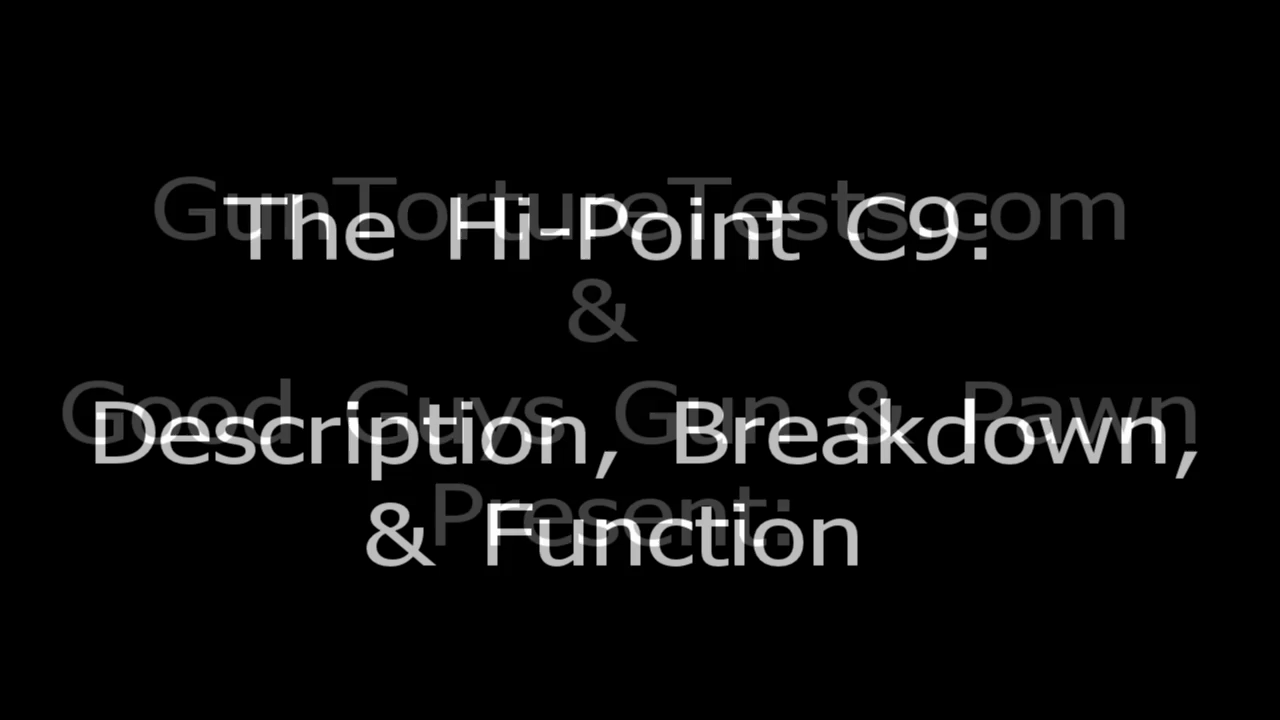 GunTortureTests.com
The Hi-Point C9:
&
Good Guys Gun & Pawn
Description, Breakdown,
Present:
& Function